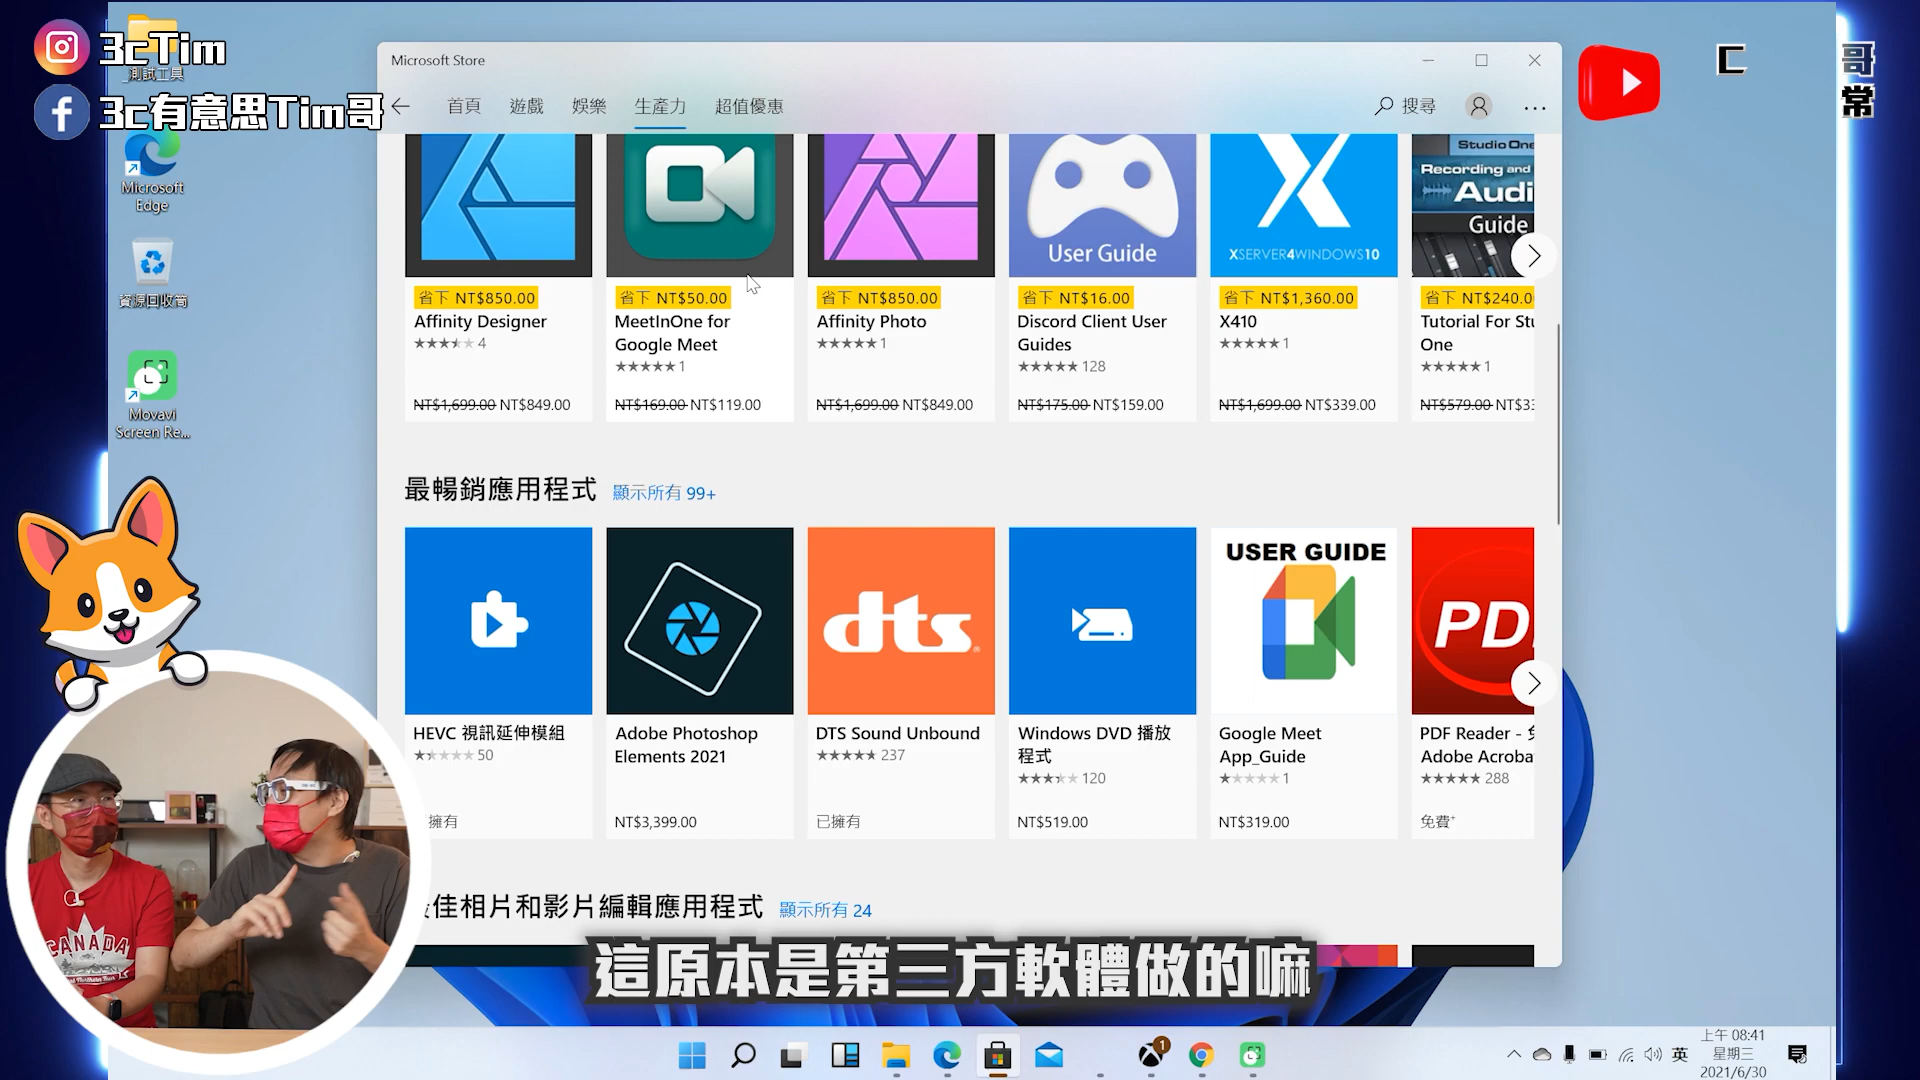 3cTim
3c有意思Tim哥
測試工具
Microsoft
Edge
資源回收筒
Movavi
Screen Re...
Microsoft Store
首頁 遊戲 娛樂 生產力 超值優惠 搜尋
哥
常
User Guide
XSERVER4WINDOWS10
Studio One
Recording and
Audi
Guide
省下 NT$850.00
Affinity Designer
4
NT$1,699.00 NT$849.00
省下 NT$50.00
MeetInOne for
Google Meet
1
NT$169.00 NT$119.00
省下 NT$850.00
Affinity Photo
1
NT$1,699.00 NT$849.00
省下 NT$16.00
Discord Client User
Guides
128
NT$175.00 NT$159.00
省下 NT$1,360.00
X410
1
NT$1,699.00 NT$339.00
省下 NT$240.0
Tutorial For Stu
One
1
NT$579.00 NT$33
最暢銷應用程式 顯示所有 99+
dts
USER GUIDE
PD
HEVC 視訊延伸模組
50
擁有
Adobe Photoshop
Elements 2021
NT$3,399.00
DTS Sound Unbound
237
已擁有
Windows DVD 播放
程式
120
NT$519.00
Google Meet
App_Guide
1
NT$319.00
PDF Reader - 免
Adobe Acroba
288
免費+
佳相片和影片編輯應用程式 顯示所有 24
CANADA
這原本是第三方軟體做的嘛
1
英
上午 08:41
星期三
2021/6/30